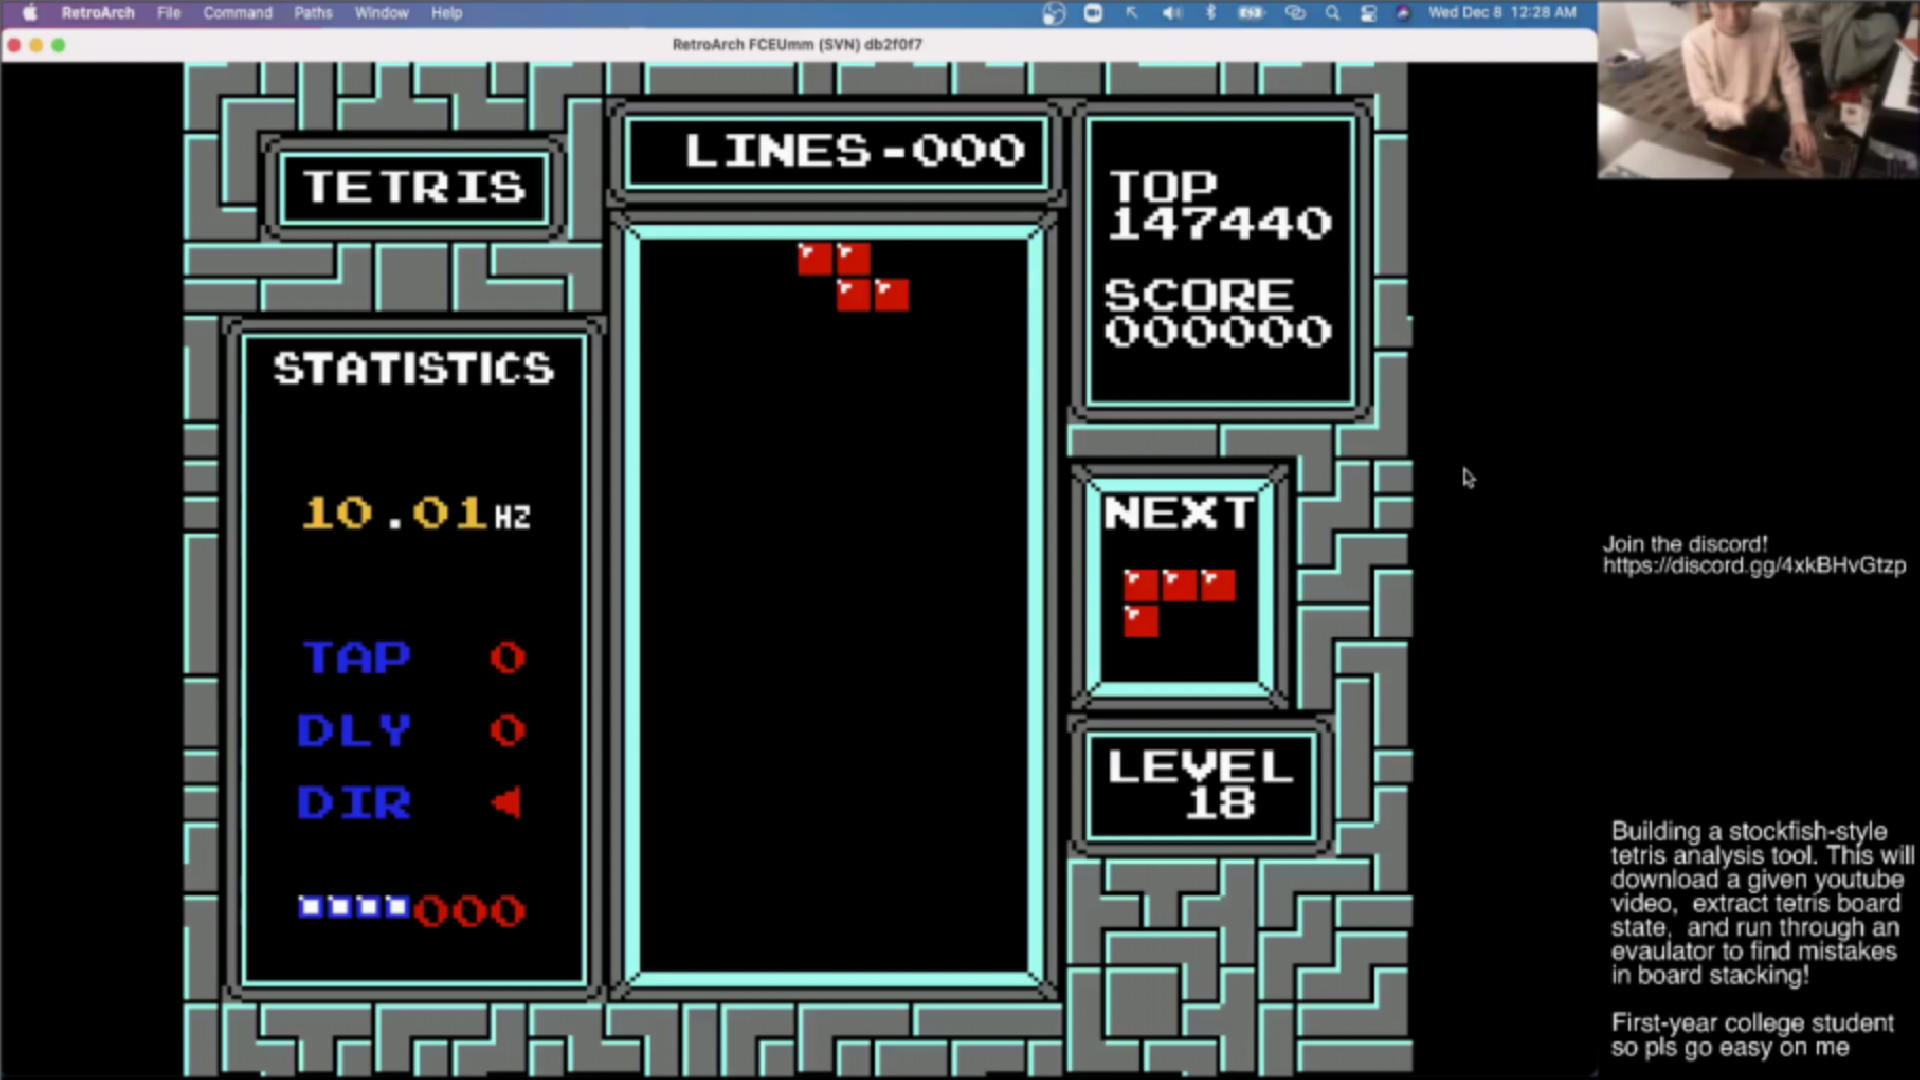 RetroArch File Command Paths Window Help
Wed Dec 8 12:28 AM
RetroArch FCEUmm (SVN) db2f0f7
TETRIS
LINES-000
TOP
147440
SCORE
000000
STATISTICS
10.01HZ
TAP 0
DLY 0
DIR
000
NEXT
LEVEL
18
Join the discord!
https://discord.gg/4xkBHvGtzp
Building a stockfish-style
tetris analysis tool. This will
download a given youtube
video, extract tetris board
state, and run through an
evaulator to find mistakes
in board stacking!
First-year college student
so pls go easy on me